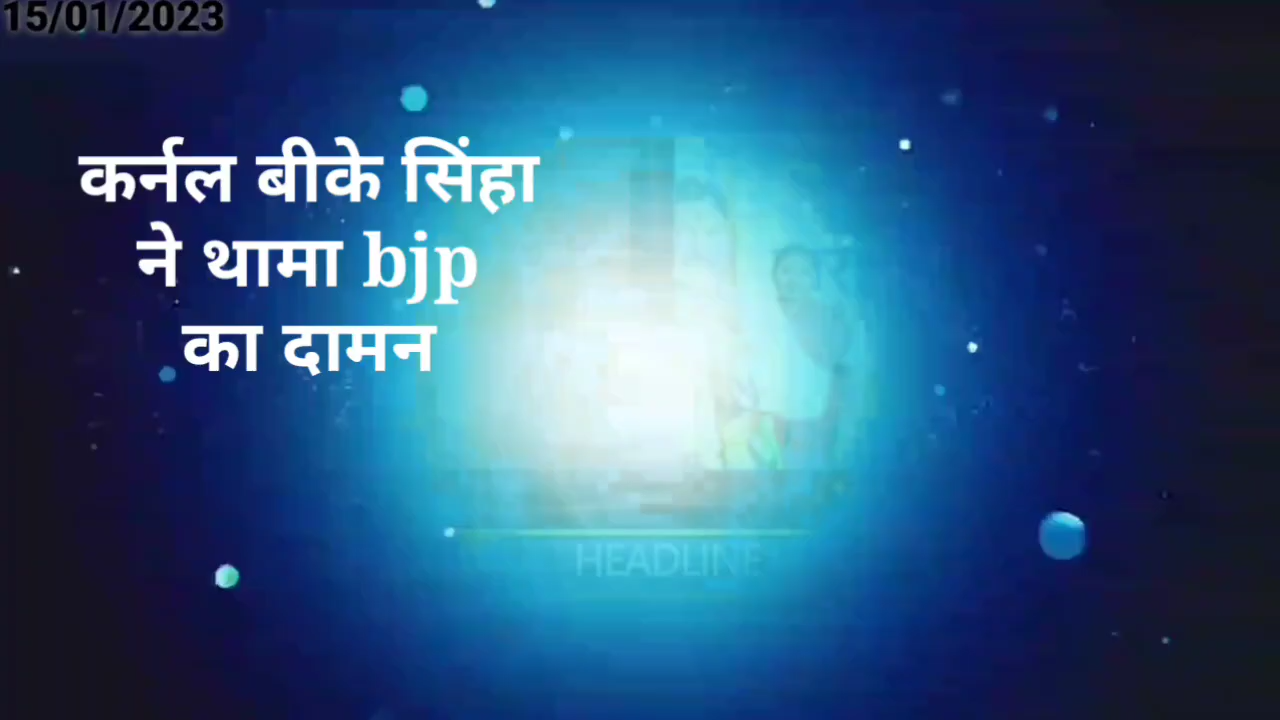 15/01/2023
कर्नल बीके सिंहा
ने थामा bjp
का दामन
HEADLINE